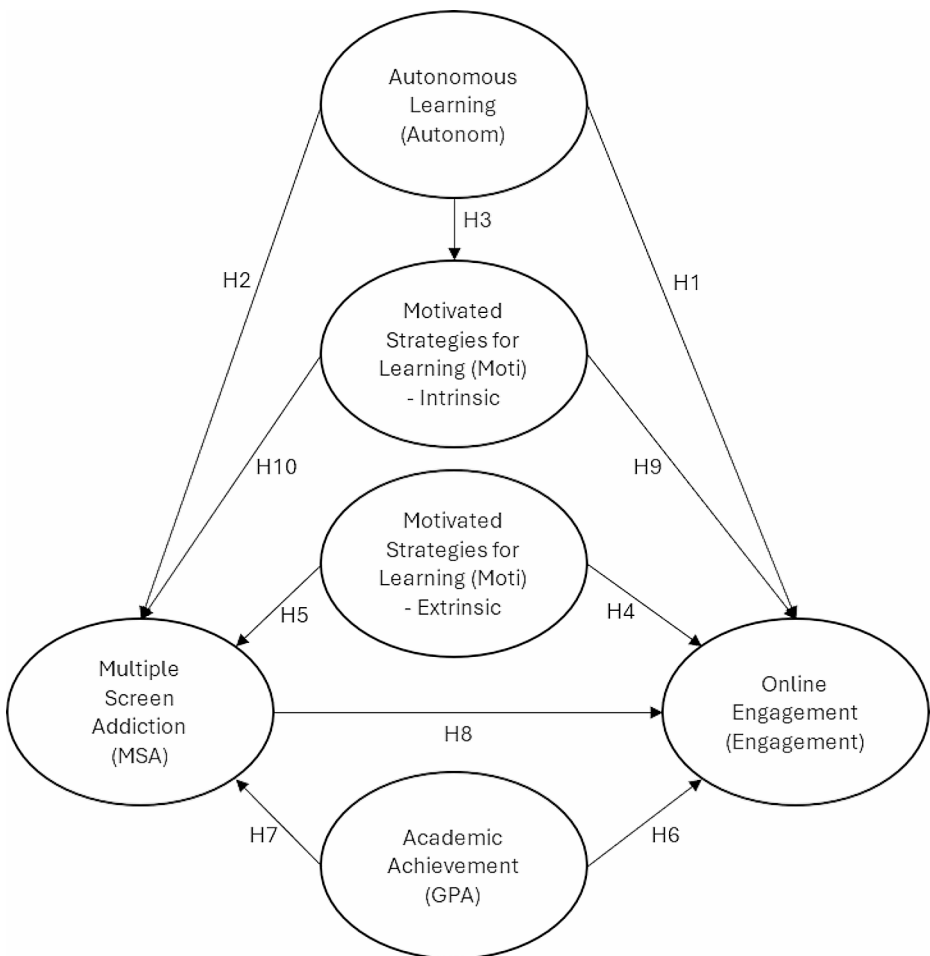 Autonomous
Learning
(Autonom)
H3
H2
H1
Motivated
Strategies for
Learning (Moti)
- Intrinsic
H10
H9
Motivated
Strategies for
Learning (Moti)
- Extrinsic
H5
H4
Multiple
Screen
Addiction
(MSA)
Online
Engagement
(Engagement)
H8
H7
H6
Academic
Achievement
(GPA)